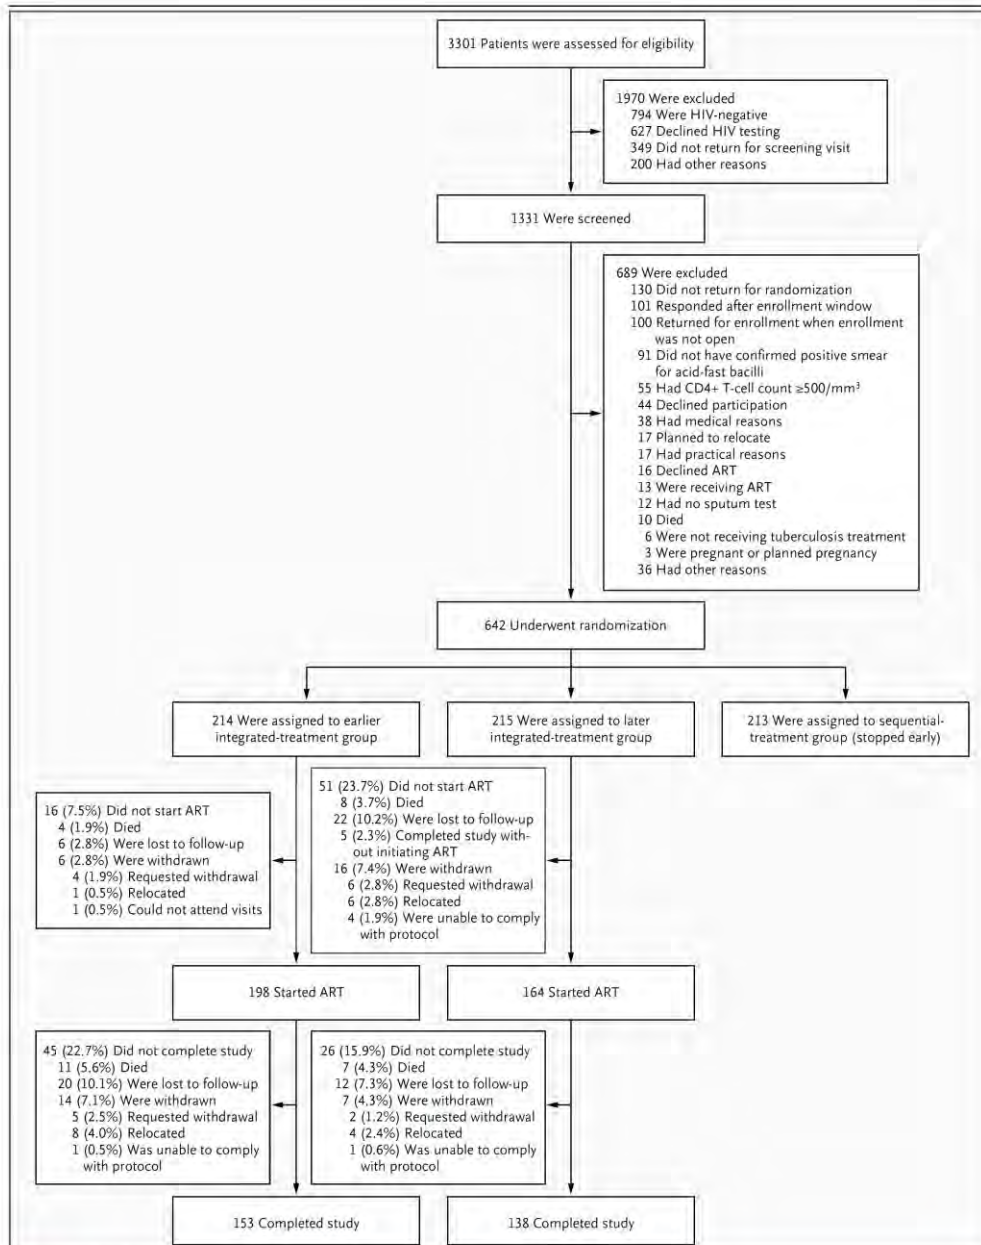 3301 Patients were assessed for eligibility
1970 Were excluded
794 Were HIV-negative
627 Declined HIV testing
349 Did not return for screening visit
200 Had other reasons
1331 Were screened
689 Were excluded
130 Did not return for randomization
101 Responded after enrollment window
100 Returned for enrollment when enrollment
was not open
91 Did not have confirmed positive smear
for acid-fast bacilli
55 Had CD4+ T-cell count ≥500/mm³
44 Declined participation
38 Had medical reasons
17 Planned to relocate
17 Had practical reasons
16 Declined ART
13 Were receiving ART
12 Had no sputum test
10 Died
6 Were not receiving tuberculosis treatment
3 Were pregnant or planned pregnancy
36 Had other reasons
642 Underwent randomization
214 Were assigned to earlier
integrated-treatment group
215 Were assigned to later
integrated-treatment group
213 Were assigned to sequential-
treatment group (stopped early)
16 (7.5%) Did not start ART
4 (1.9%) Died
6 (2.8%) Were lost to follow-up
6 (2.8%) Were withdrawn
4 (1.9%) Requested withdrawal
1 (0.5%) Relocated
1 (0.5%) Could not attend visits
51 (23.7%) Did not start ART
8 (3.7%) Died
22 (10.2%) Were lost to follow-up
5 (2.3%) Completed study with-
out initiating ART
16 (7.4%) Were withdrawn
6 (2.8%) Requested withdrawal
6 (2.8%) Relocated
4 (1.9%) Were unable to comply
with protocol
198 Started ART
164 Started ART
45 (22.7%) Did not complete study
11 (5.6%) Died
20 (10.1%) Were lost to follow-up
14 (7.1%) Were withdrawn
5 (2.5%) Requested withdrawal
8 (4.0%) Relocated
1 (0.5%) Was unable to comply
with protocol
26 (15.9%) Did not complete study
7 (4.3%) Died
12 (7.3%) Were lost to follow-up
7 (4.3%) Were withdrawn
2 (1.2%) Requested withdrawal
4 (2.4%) Relocated
1 (0.6%) Was unable to comply
with protocol
153 Completed study
138 Completed study